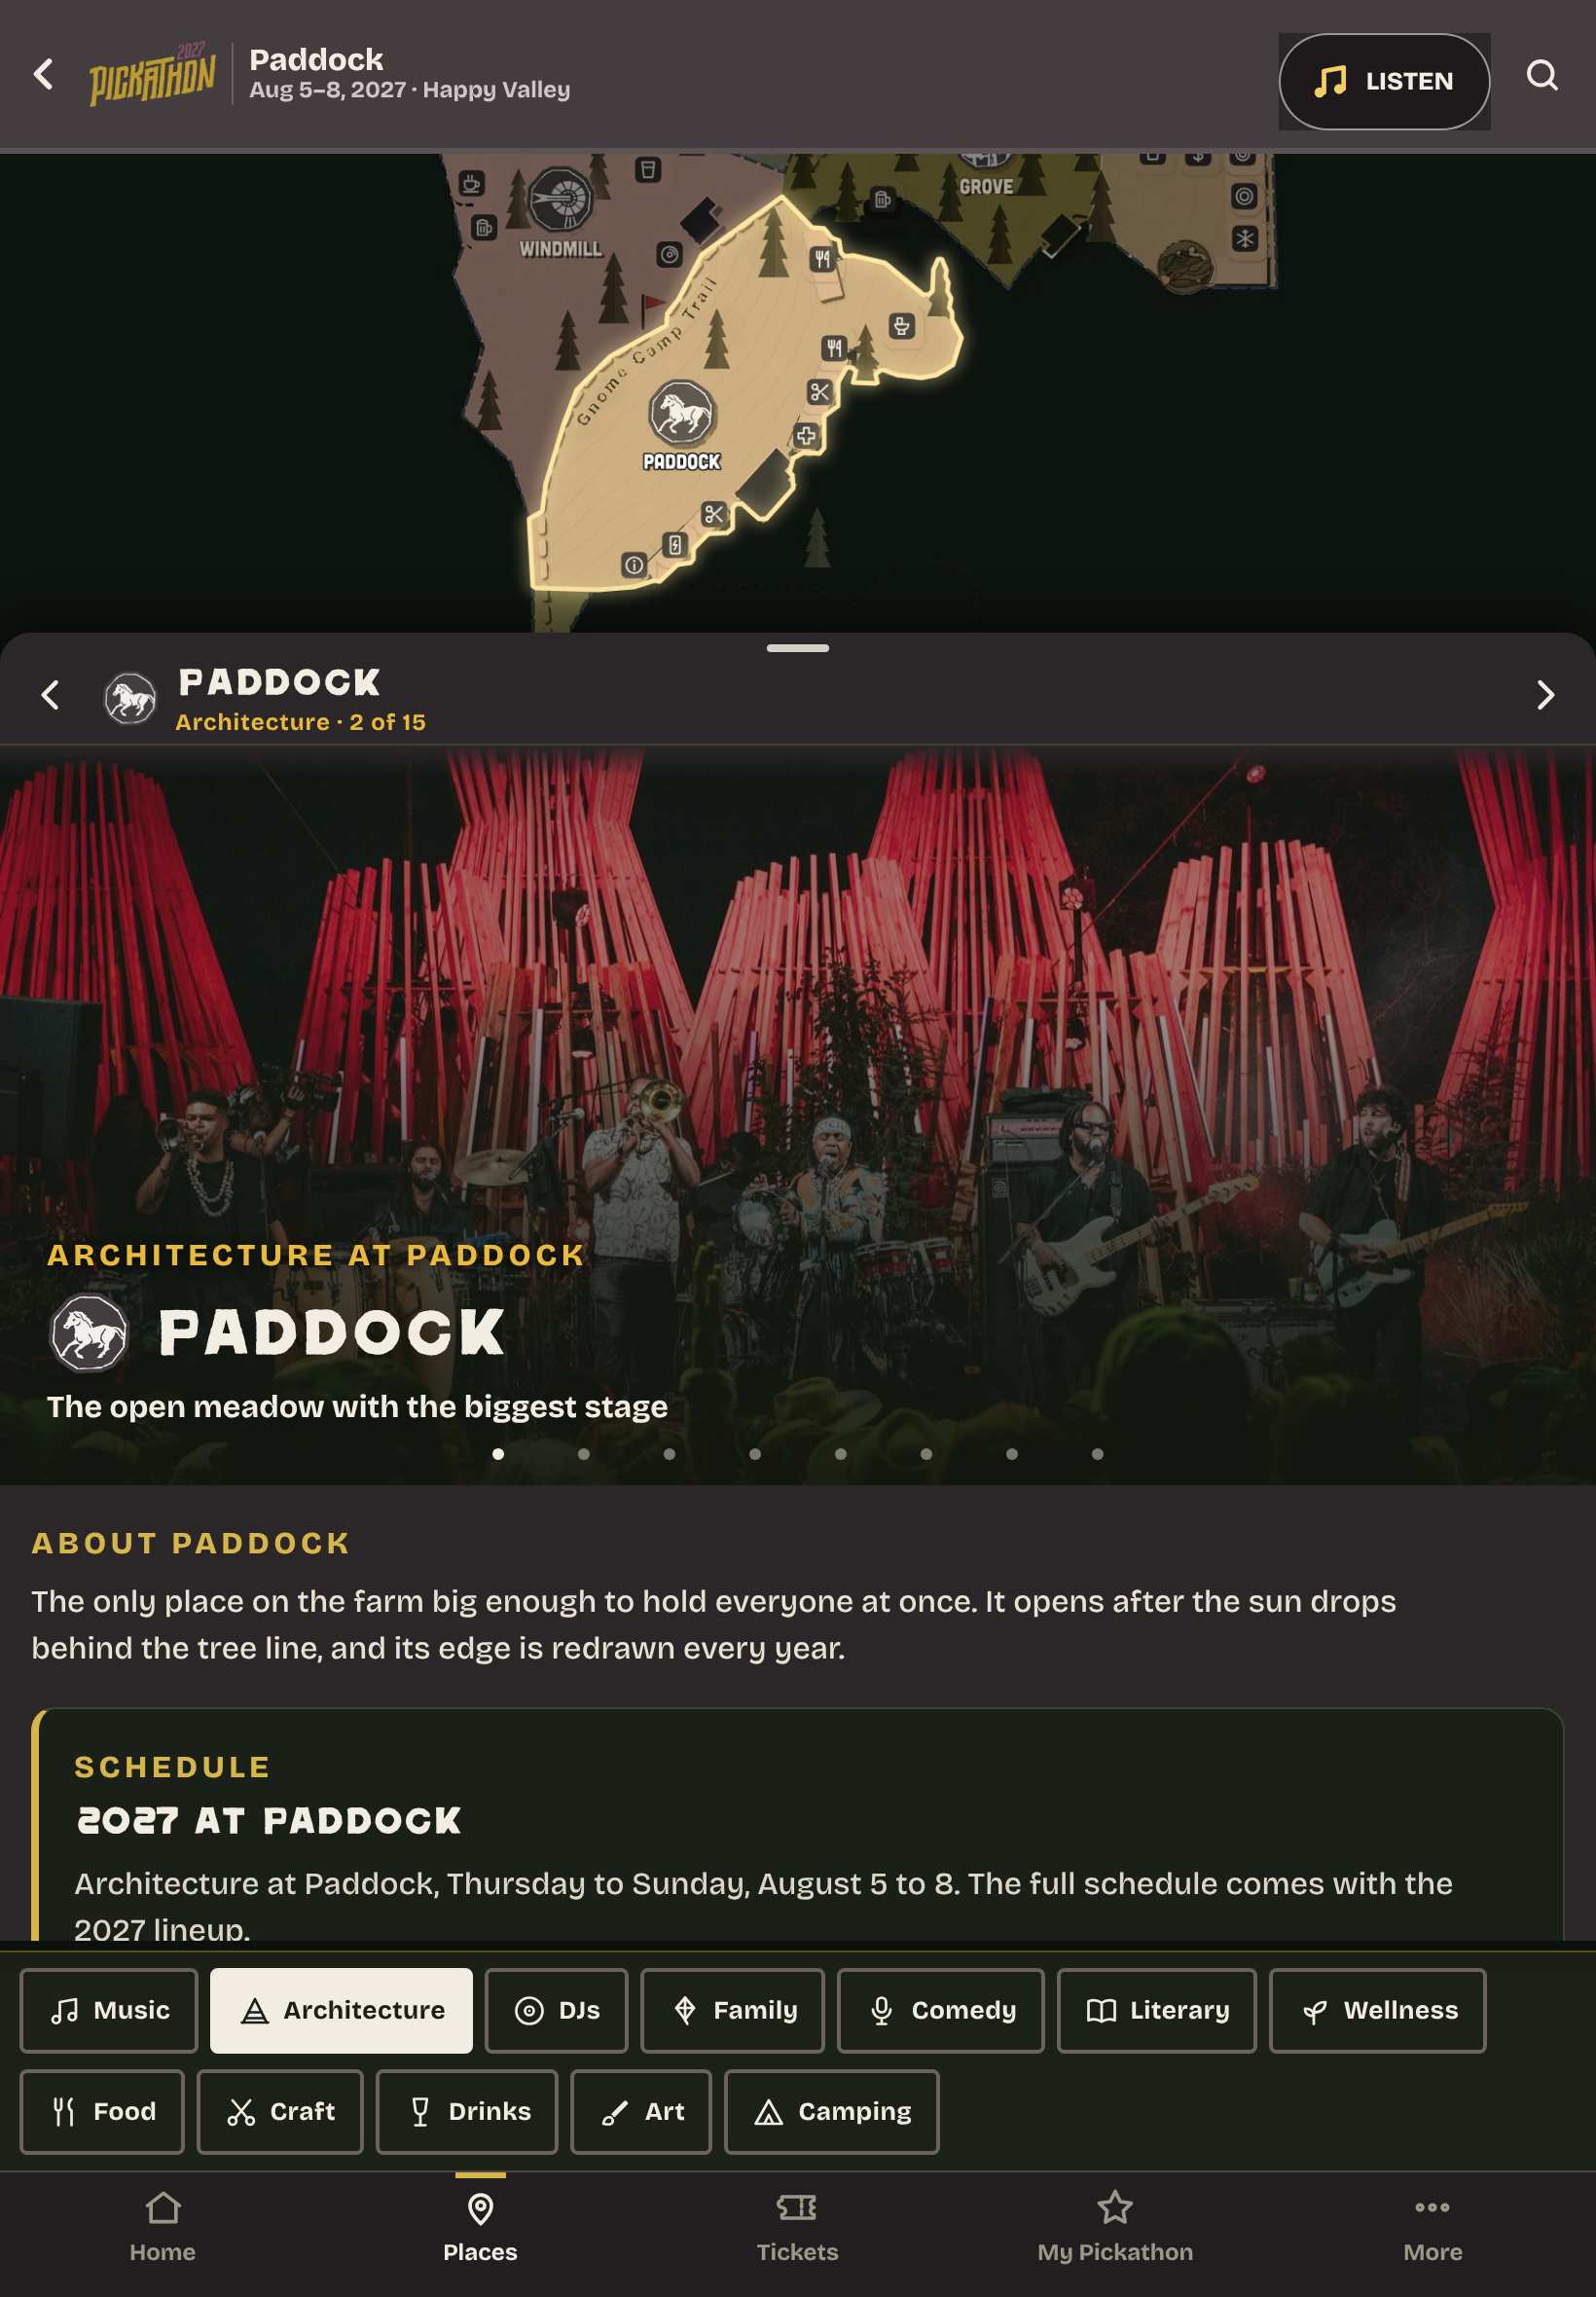 2027
PICKATHON
Paddock
Aug 5–8, 2027 · Happy Valley
LISTEN
GROVE
WINDMILL
Gnome Camp Trail
PADDOCK
PADDOCK
Architecture · 2 of 15
ARCHITECTURE AT PADDOCK
PADDOCK
The open meadow with the biggest stage
ABOUT PADDOCK
The only place on the farm big enough to hold everyone at once. It opens after the sun drops
behind the tree line, and its edge is redrawn every year.
SCHEDULE
2027 AT PADDOCK
Architecture at Paddock, Thursday to Sunday, August 5 to 8. The full schedule comes with the
2027 lineup.
Music
Architecture
DJs
Family
Comedy
Literary
Wellness
Food
Craft
Drinks
Art
Camping
Home
Places
Tickets
My Pickathon
More